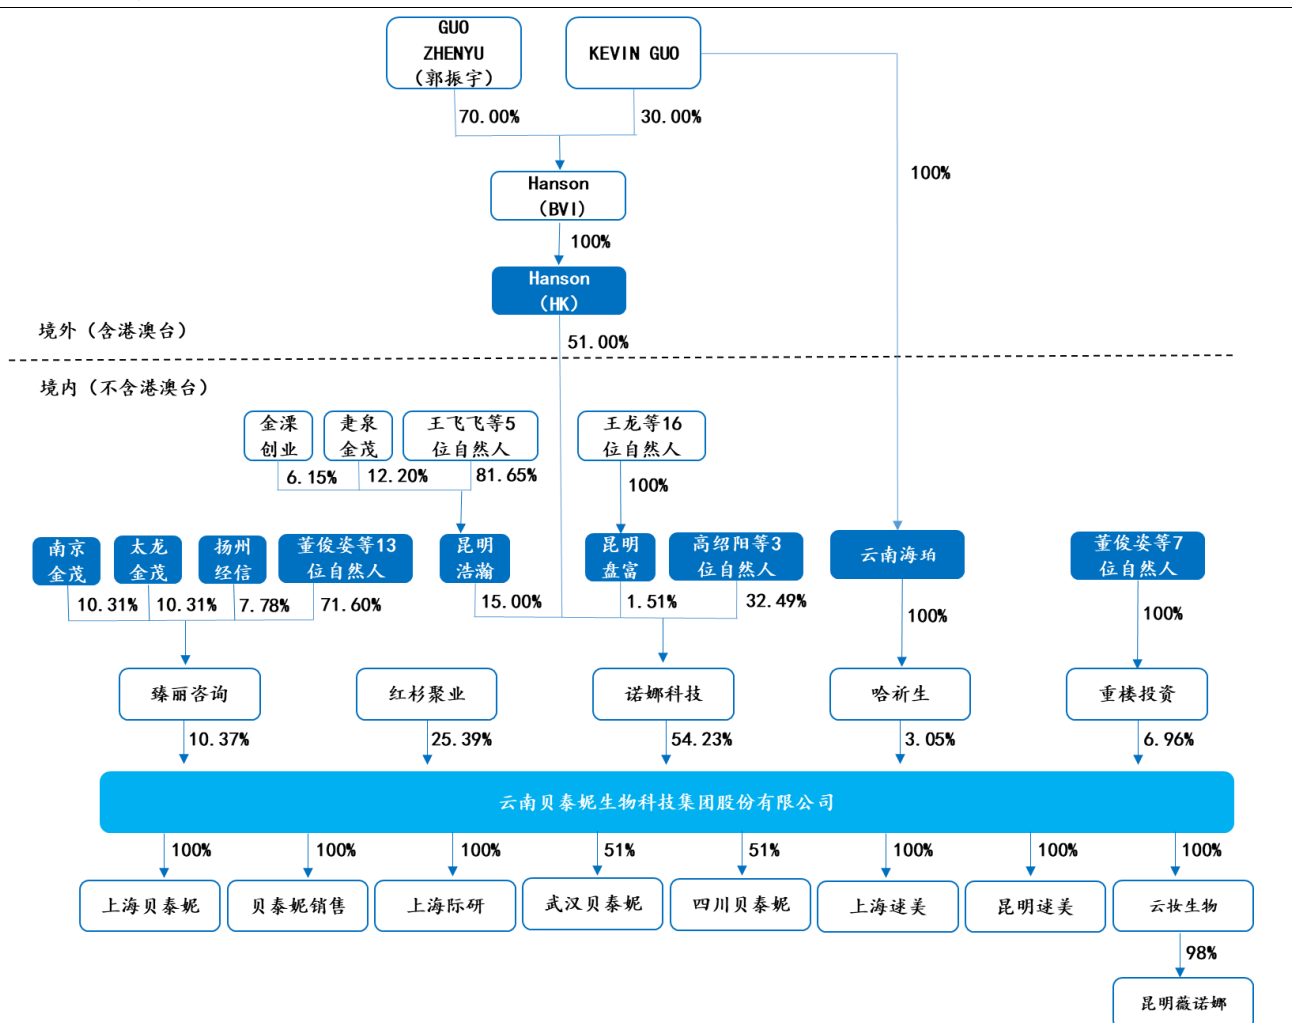 GUO
ZHENYU
（郭振宇）
KEVIN GUO
70.00%
30.00%
100%
Hanson
（BVI）
100%
Hanson
（HK）
境外（含港澳台）
51.00%
境内（不含港澳台）
金溧
创业
疌泉
金茂
王飞飞等5
位自然人
王龙等16
位自然人
6.15%
12.20%
81.65%
100%
南京
金茂
太龙
金茂
扬州
经信
董俊姿等13
位自然人
昆明
浩瀚
昆明
盘富
高绍阳等3
位自然人
云南海珀
董俊姿等7
位自然人
10.31%
10.31%
7.78%
71.60%
15.00%
1.51%
32.49%
100%
100%
臻丽咨询
红杉聚业
诺娜科技
哈祈生
重楼投资
10.37%
25.39%
54.23%
3.05%
6.96%
云南贝泰妮生物科技集团股份有限公司
100%
100%
100%
51%
51%
100%
100%
100%
上海贝泰妮
贝泰妮销售
上海际研
武汉贝泰妮
四川贝泰妮
上海逑美
昆明逑美
云妆生物
98%
昆明薇诺娜